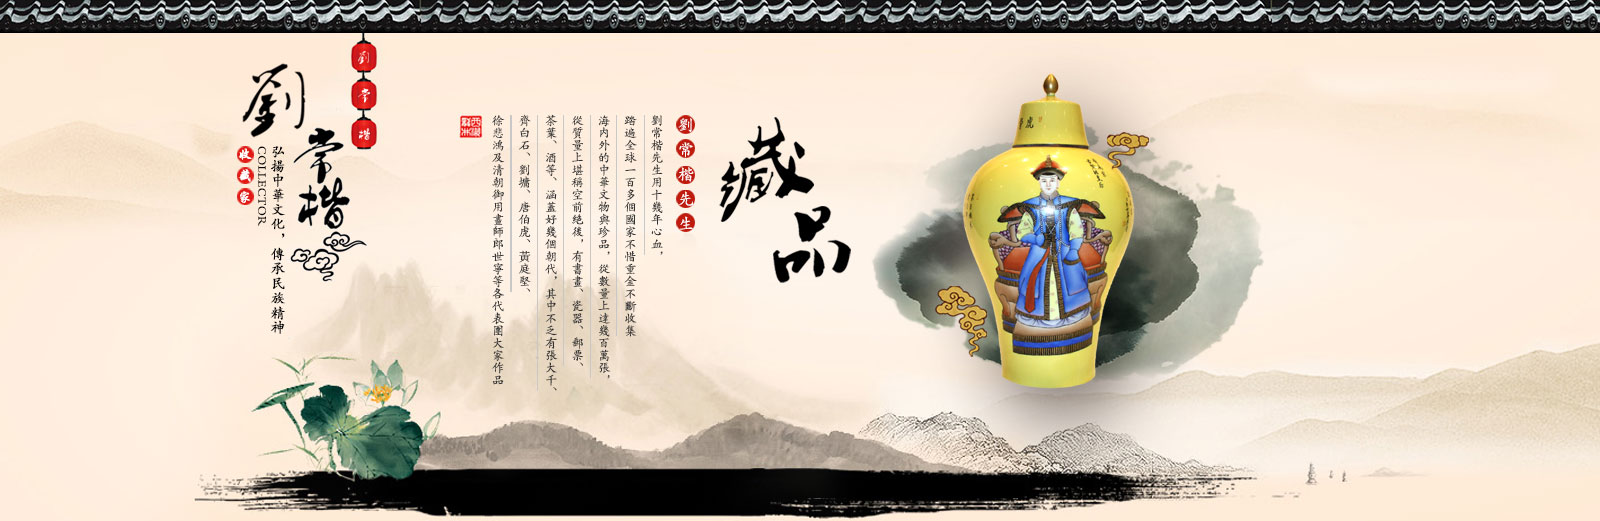 藏品
劉常楷先生
劉常楷先生用十幾年心血，
踏遍全球一百多個國家不惜重金不斷收集
海内外的中華文物與珍品，從數量上達幾百萬張，
從質量上堪稱空前絕後，有書畫、瓷器、郵票、
茶葉、酒等、涵蓋好幾個朝代，其中不乏有張大千、
齊白石、劉墉、唐伯虎、黃庭堅、
徐悲鴻及清朝御用畫師郎世寧等各代表團大家作品
劉常楷
劉常楷
弘揚中華文化，傳承民族精神
COLLECTOR
收藏家